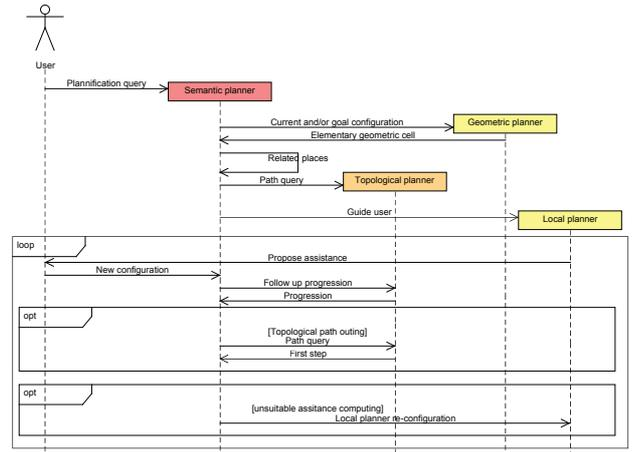 User
Plannification query
Semantic planner
Current and/or goal configuration
Geometric planner
Elementary geometric cell
Related places
Path query
Topological planner
Guide user
Local planner
loop
Propose assistance
New configuration
Follow up progression
Progression
opt
[Topological path outing]
Path query
First step
opt
[unsuitable assitance computing]
Local planner re-configuration